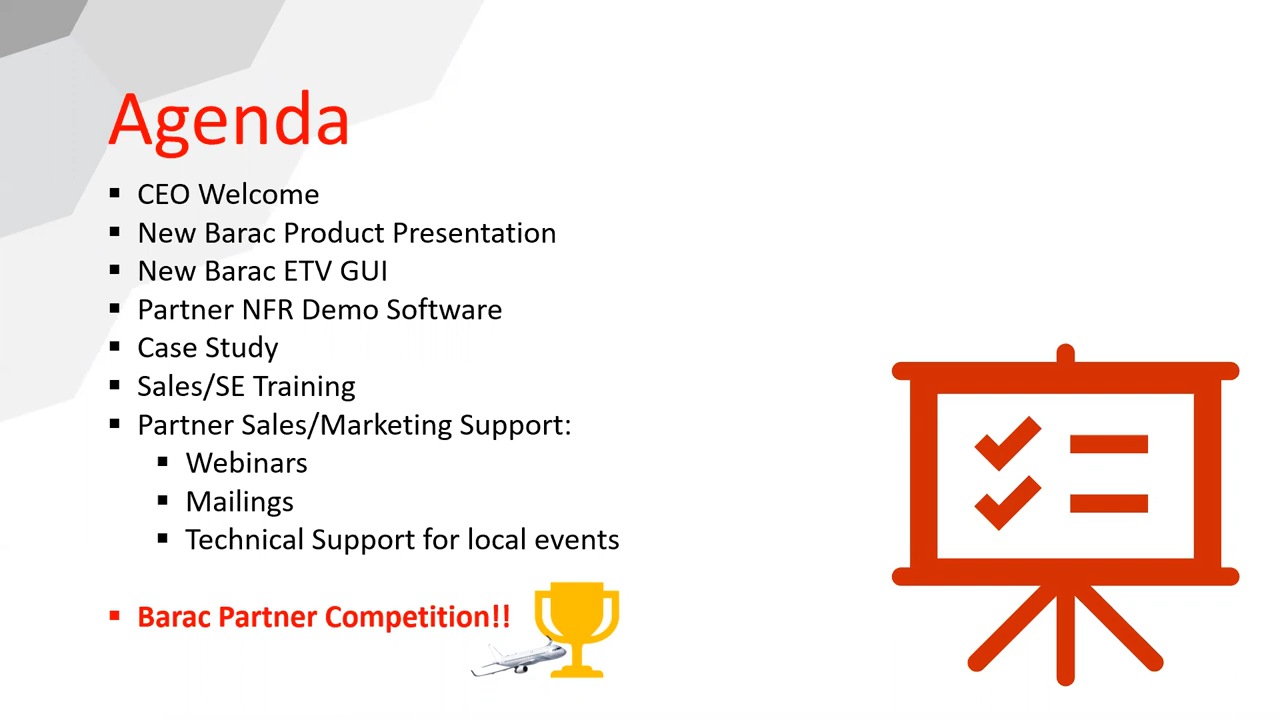 Agenda
▪ CEO Welcome
▪ New Barac Product Presentation
▪ New Barac ETV GUI
▪ Partner NFR Demo Software
▪ Case Study
▪ Sales/SE Training
▪ Partner Sales/Marketing Support:
▪ Webinars
▪ Mailings
▪ Technical Support for local events
▪ Barac Partner Competition!!